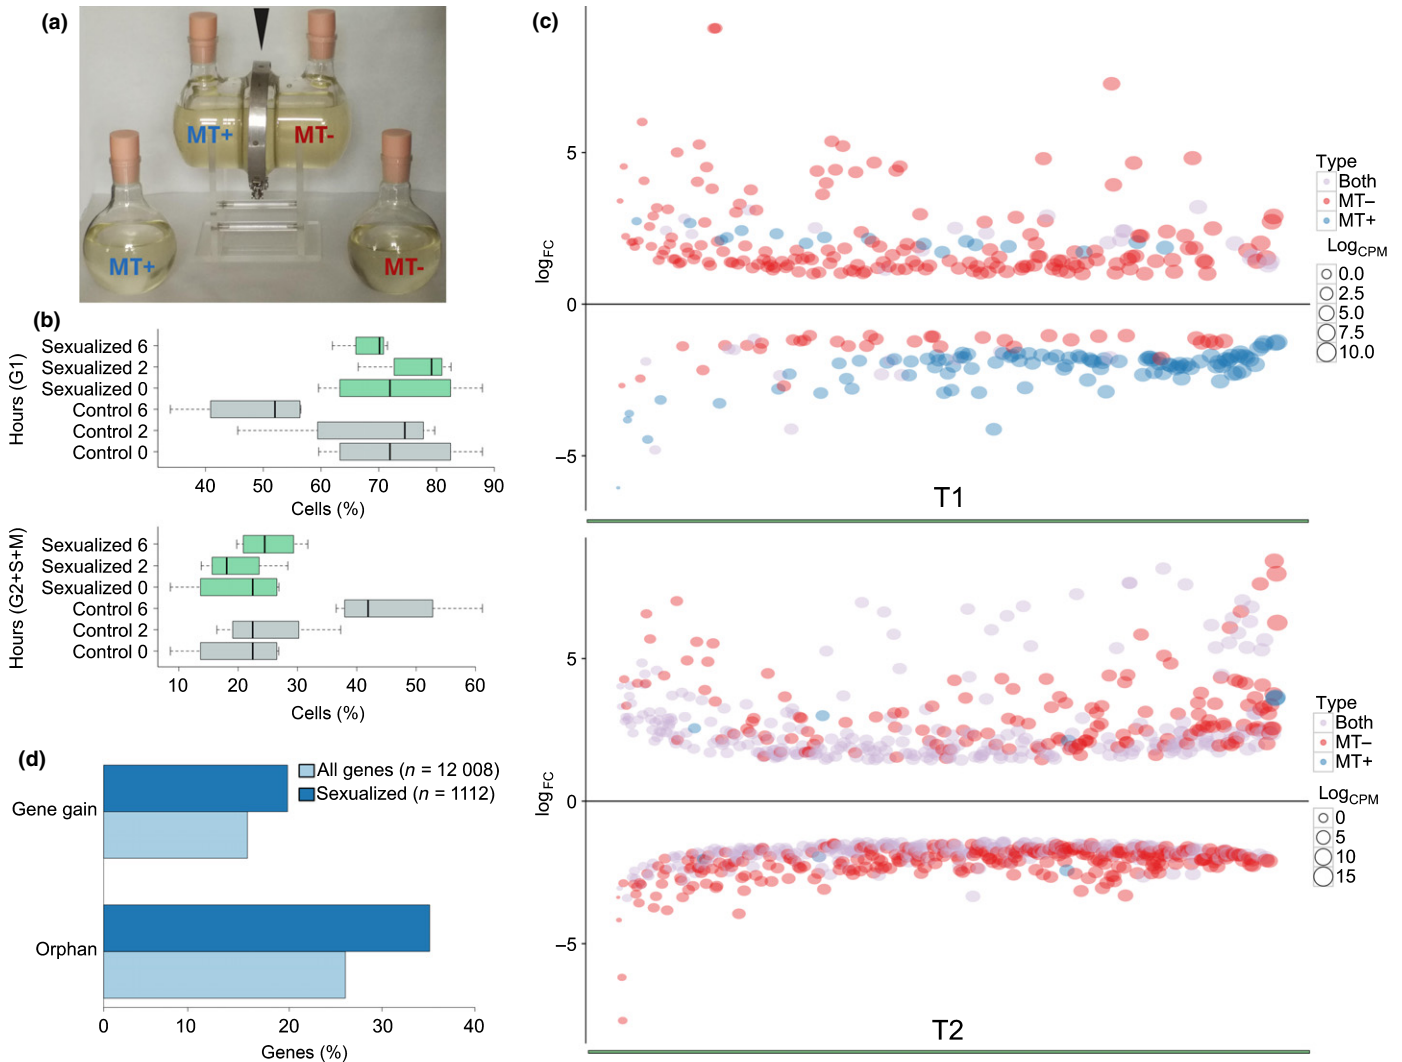 (a)
MT+
MT-
MT+
MT-
(b)
Hours (G1)
Sexualized 6
Sexualized 2
Sexualized 0
Control 6
Control 2
Control 0
40 50 60 70 80 90
Cells (%)
Hours (G2+S+M)
Sexualized 6
Sexualized 2
Sexualized 0
Control 6
Control 2
Control 0
10 20 30 40 50 60
Cells (%)
(c)
logFC
5
0
–5
T1
Type
Both
MT–
MT+
LogCPM
0.0
2.5
5.0
7.5
10.0
logFC
5
0
–5
T2
Type
Both
MT–
MT+
LogCPM
0
5
10
15
(d)
All genes (n = 12 008)
Sexualized (n = 1112)
Gene gain
Orphan
0 10 20 30 40
Genes (%)